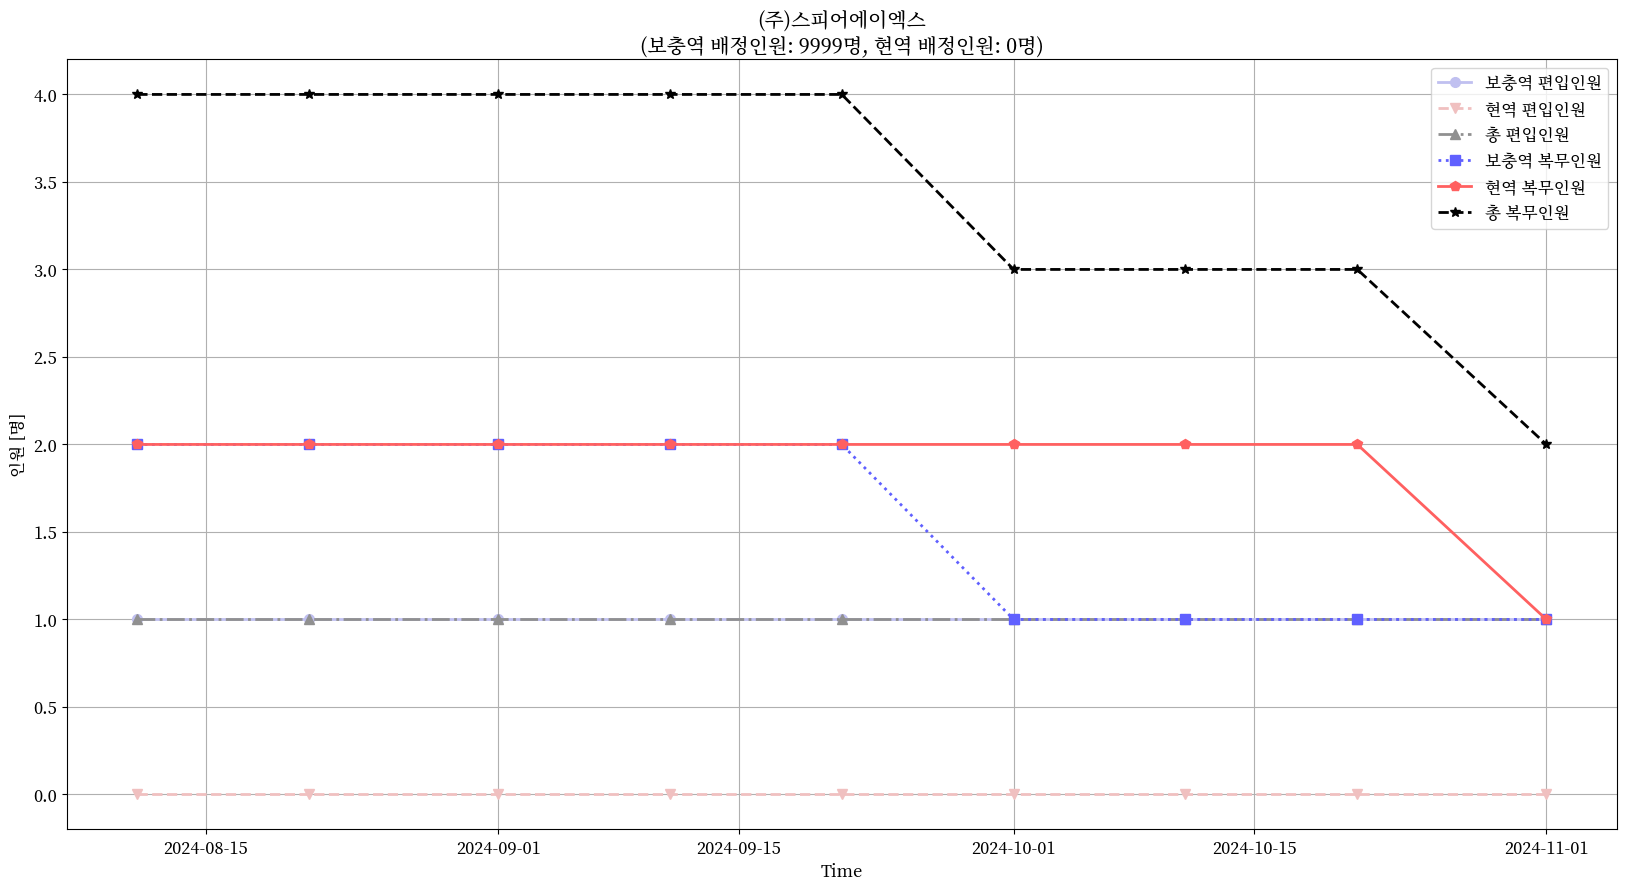 (주)스피어에이엑스
(보충역 배정인원: 9999명, 현역 배정인원: 0명)
보충역 편입인원
현역 편입인원
총 편입인원
보충역 복무인원
현역 복무인원
총 복무인원
4.0
3.5
3.0
2.5
2.0
1.5
1.0
0.5
0.0
인원 [명]
2024-08-15
2024-09-01
2024-09-15
2024-10-01
2024-10-15
2024-11-01
Time